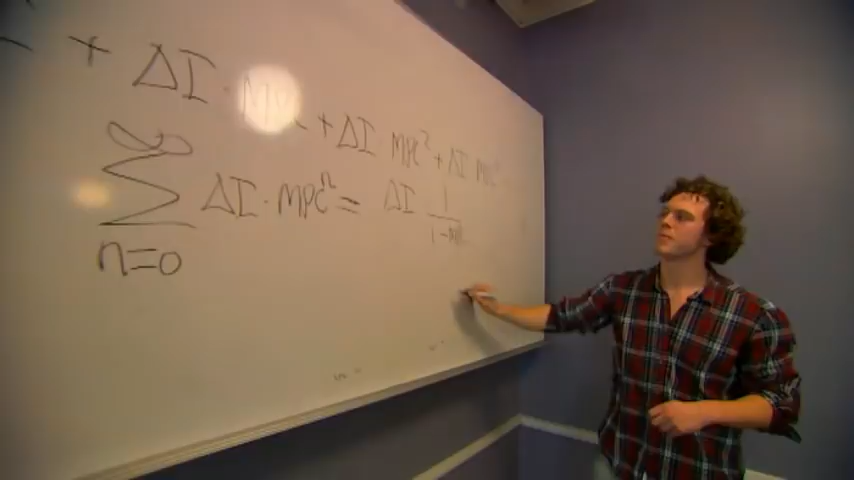 + ΔI · MPC + ΔI MPC² + ΔI MPC
∞
Σ ΔI · MPCⁿ = ΔI 1/(1-MPC)
n=0